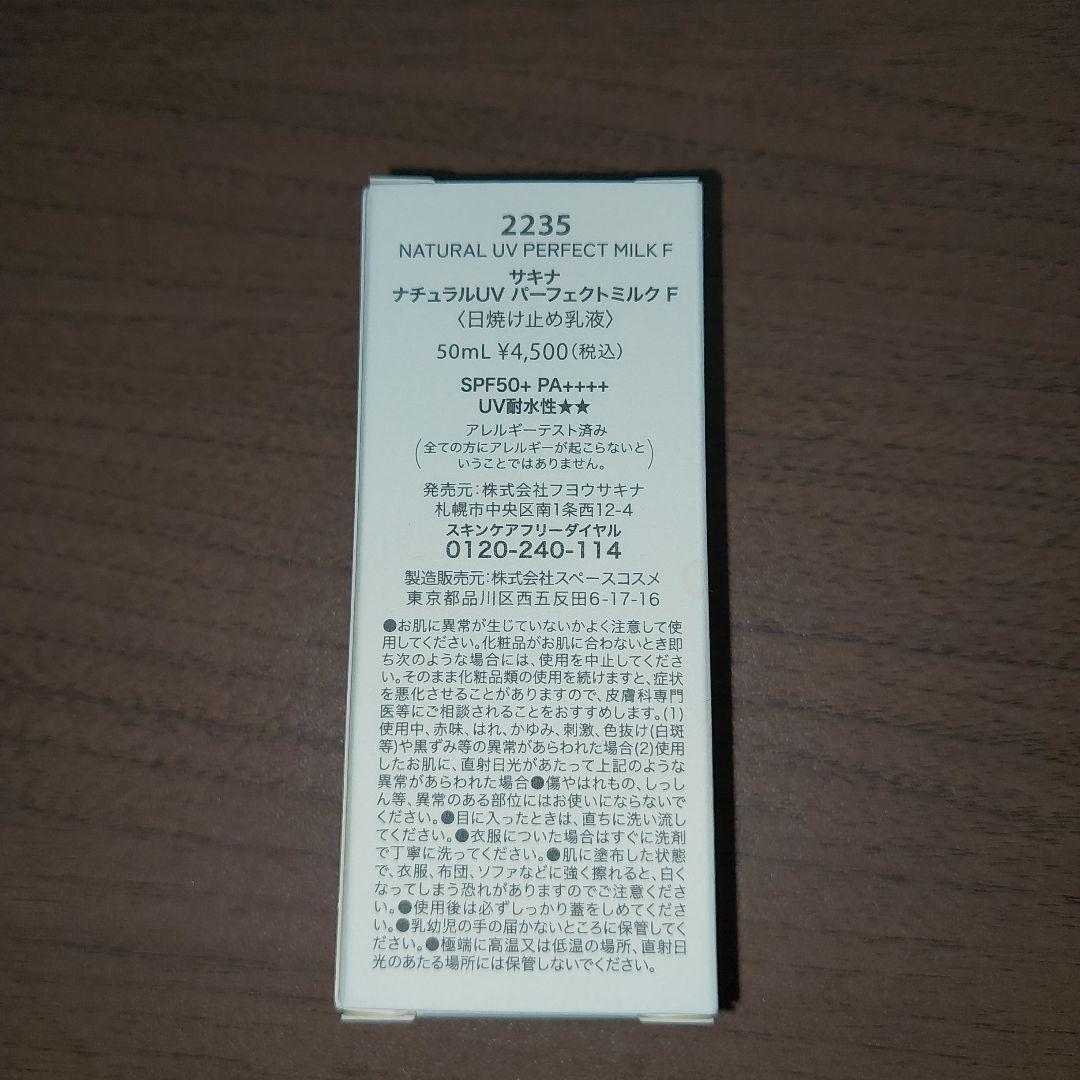 2235
NATURAL UV PERFECT MILK F
サキナ
ナチュラルUV パーフェクトミルク F
〈日焼け止め乳液〉
50mL ¥4,500(税込)
SPF50+ PA++++
UV耐水性★★
アレルギーテスト済み
(全ての方にアレルギーが起こらないと
いうことではありません。)
発売元:株式会社フヨウサキナ
札幌市中央区南1条西12-4
スキンケアフリーダイヤル
0120-240-114
製造販売元:株式会社スペースコスメ
東京都品川区西五反田6-17-16
●お肌に異常が生じていないかよく注意して使
用してください。化粧品がお肌に合わないとき即
ち次のような場合には、使用を中止してくださ
い。そのまま化粧品類の使用を続けますと、症状
を悪化させることがありますので、皮膚科専門
医等にご相談されることをおすすめします。(1)
使用中、赤味、はれ、かゆみ、刺激、色抜け(白斑
等)や黒ずみ等の異常があらわれた場合(2)使用
したお肌に、直射日光があたって上記のような
異常があらわれた場合●傷やはれもの、しっし
ん等、異常のある部位にはお使いにならないで
ください。●目に入ったときは、直ちに洗い流し
てください。●衣服についた場合はすぐに洗剤
で丁寧に洗ってください。●肌に塗布した状態
で、衣服、布団、ソファなどに強く擦れると、白く
なってしまう恐れがありますのでご注意くださ
い。●使用後は必ずしっかり蓋をしめてくださ
い。●乳幼児の手の届かないところに保管してく
ださい。●極端に高温又は低温の場所、直射日
光のあたる場所には保管しないでください。